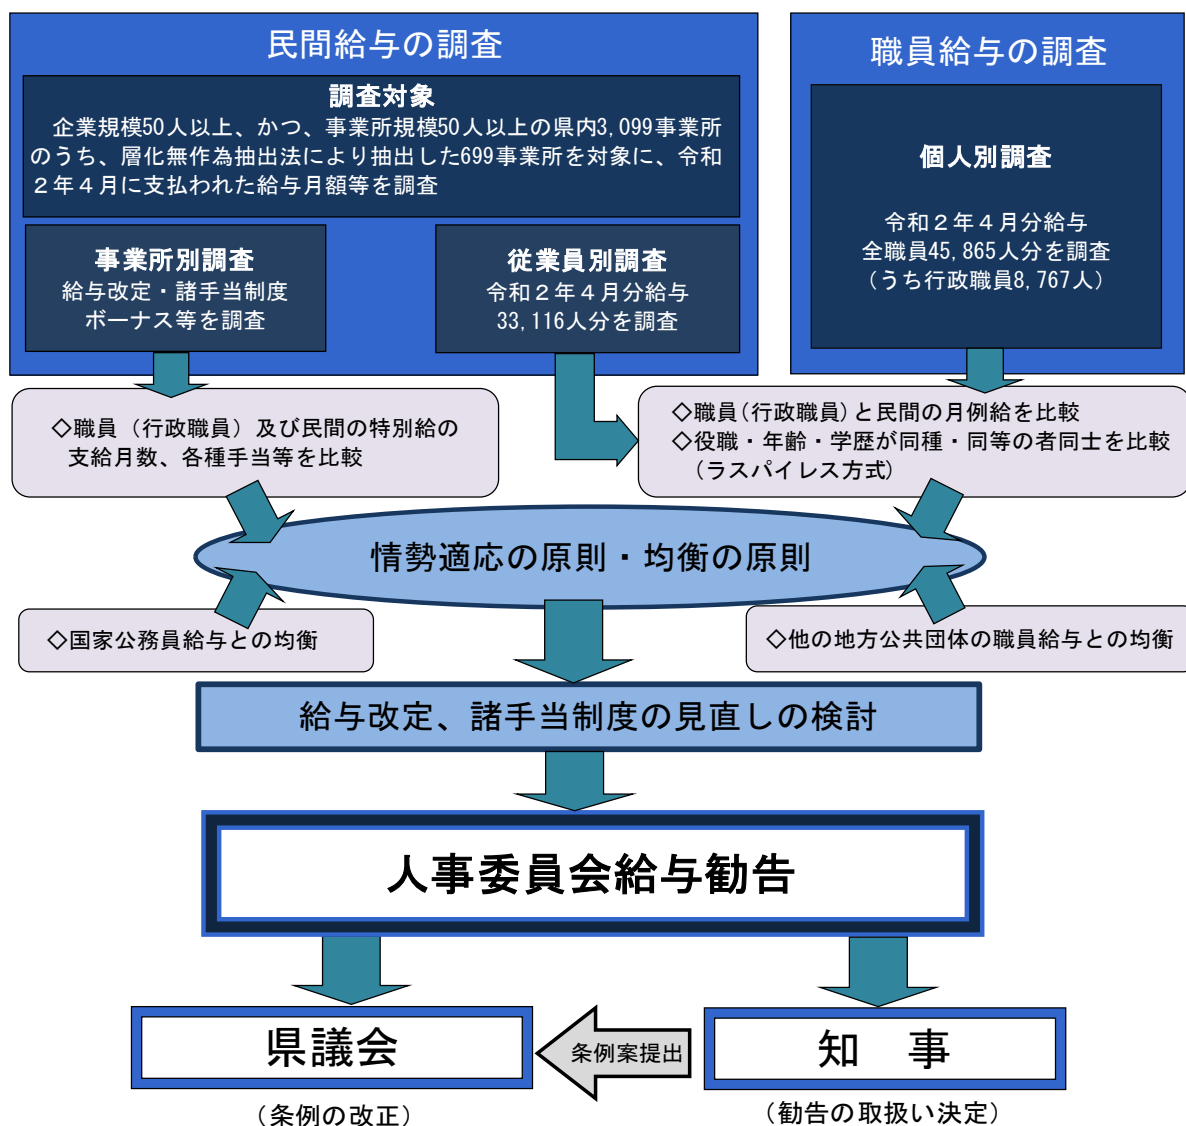 民間給与の調査
調査対象
企業規模50人以上、かつ、事業所規模50人以上の県内3,099事業所
のうち、層化無作為抽出法により抽出した699事業所を対象に、令和
２年４月に支払われた給与月額等を調査
事業所別調査
給与改定・諸手当制度
ボーナス等を調査
従業員別調査
令和２年４月分給与
33,116人分を調査
職員給与の調査
個人別調査
令和２年４月分給与
全職員45,865人分を調査
（うち行政職員8,767人）
◇職員（行政職員）及び民間の特別給の
支給月数、各種手当等を比較
◇職員(行政職員)と民間の月例給を比較
◇役職・年齢・学歴が同種・同等の者同士を比較
（ラスパイレス方式）
情勢適応の原則・均衡の原則
◇国家公務員給与との均衡
◇他の地方公共団体の職員給与との均衡
給与改定、諸手当制度の見直しの検討
人事委員会給与勧告
県議会
条例案提出
知　事
（条例の改正）
（勧告の取扱い決定）